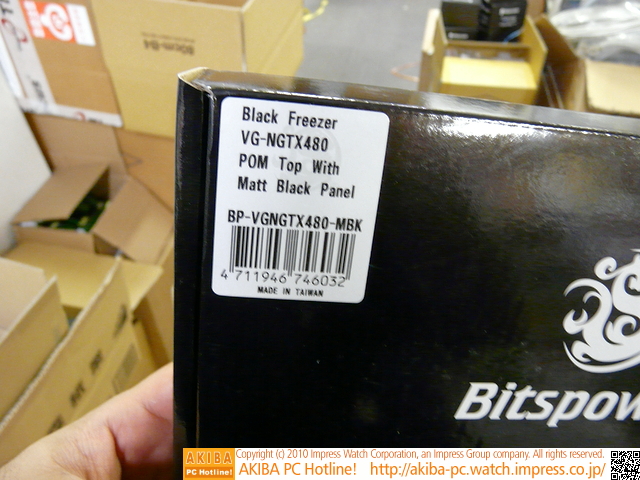 Black Freezer
VG-NGTX480
POM Top With
Matt Black Panel
BP-VGNGTX480-MBK
4 711946 746032
MADE IN TAIWAN
Bitspow
AKIBA
PC Hotline!
Copyright (c) 2010 Impress Watch Corporation, an Impress Group company. All rights reserved.
AKIBA PC Hotline! http://akiba-pc.watch.impress.co.jp/